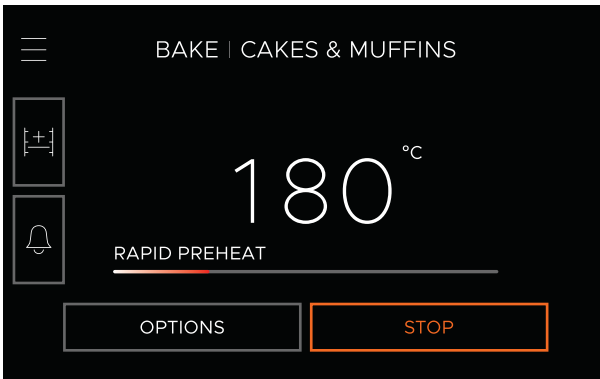 BAKE | CAKES & MUFFINS
180 °C
RAPID PREHEAT
OPTIONS
STOP